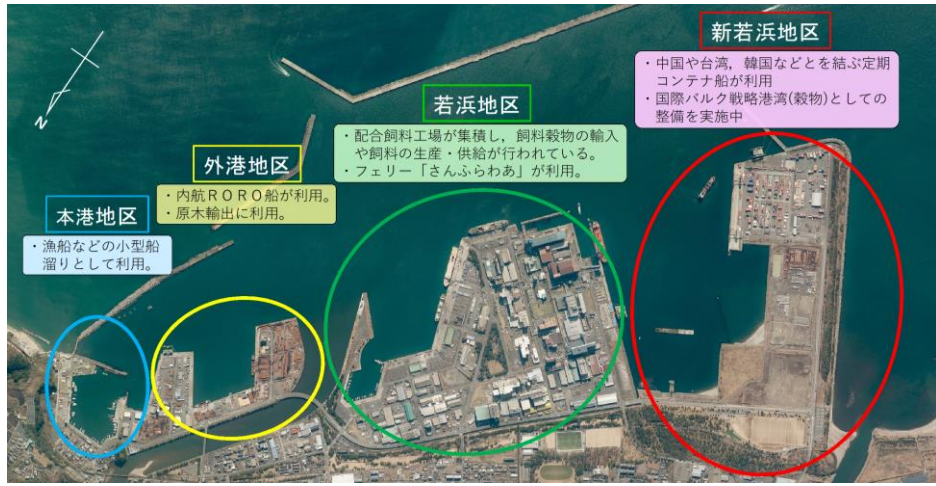 新若浜地区
・中国や台湾，韓国などとを結ぶ定期
コンテナ船が利用
・国際バルク戦略港湾(穀物)としての
整備を実施中
若浜地区
・配合飼料工場が集積し，飼料穀物の輸入
や飼料の生産・供給が行われている。
・フェリー「さんふらわあ」が利用。
外港地区
・内航ＲＯＲＯ船が利用。
・原木輸出に利用。
本港地区
・漁船などの小型船
溜りとして利用。
N